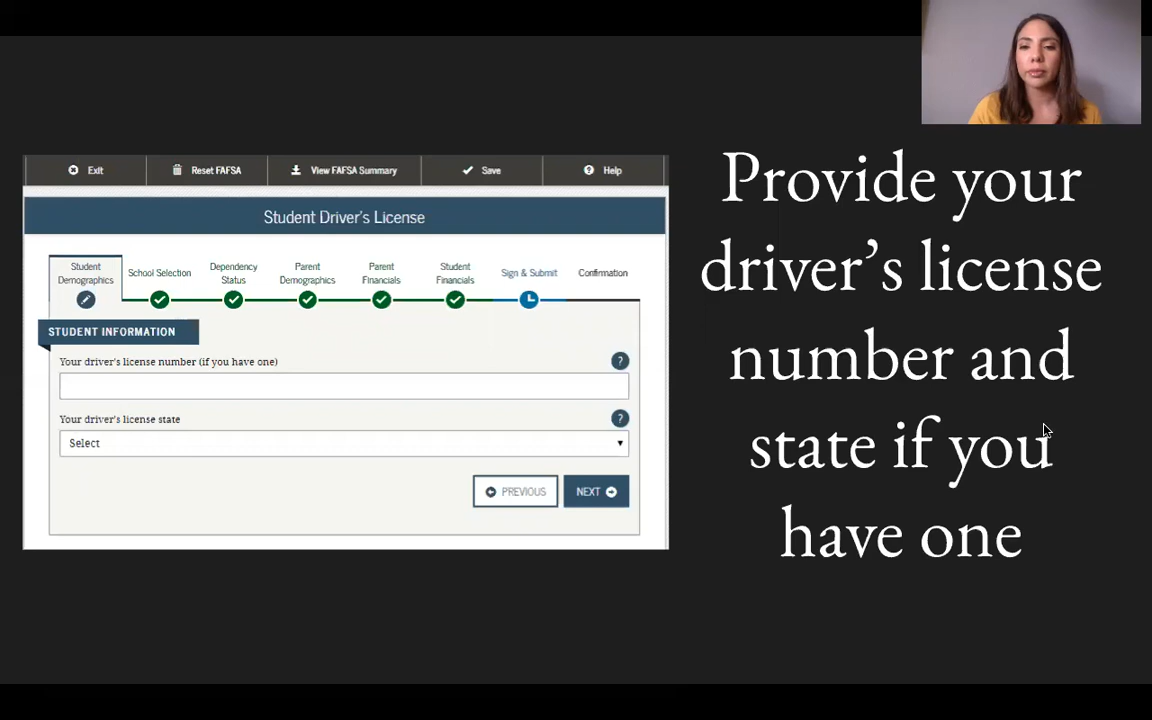 Exit
Reset FAFSA
View FAFSA Summary
Save
Help
Student Driver's License
Student
Demographics
School Selection
Dependency
Status
Parent
Demographics
Parent
Financials
Student
Financials
Sign & Submit
Confirmation
STUDENT INFORMATION
Your driver's license number (if you have one)
?
Your driver's license state
?
Select
PREVIOUS
NEXT
Provide your
driver’s license
number and
state if you
have one